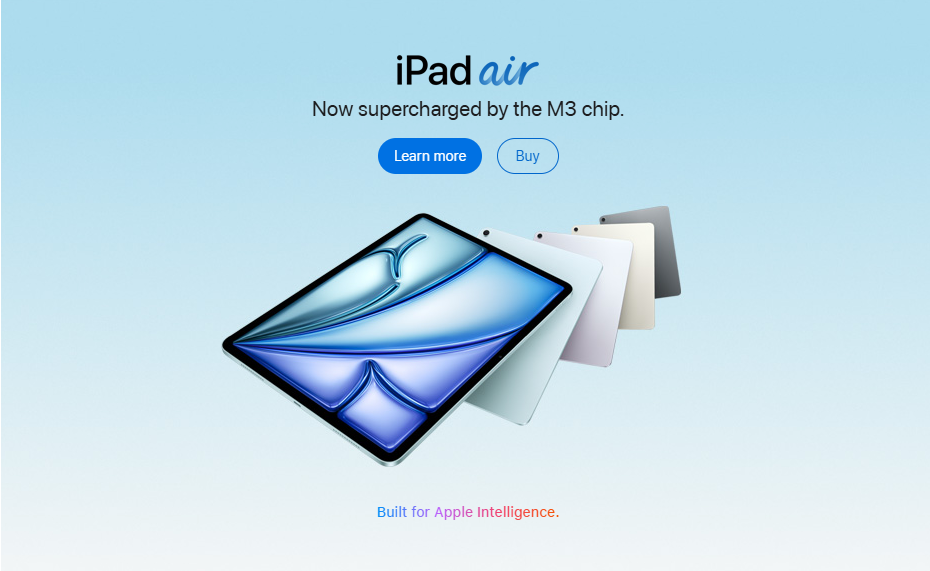 iPad air
Now supercharged by the M3 chip.
Learn more Buy
Built for Apple Intelligence.